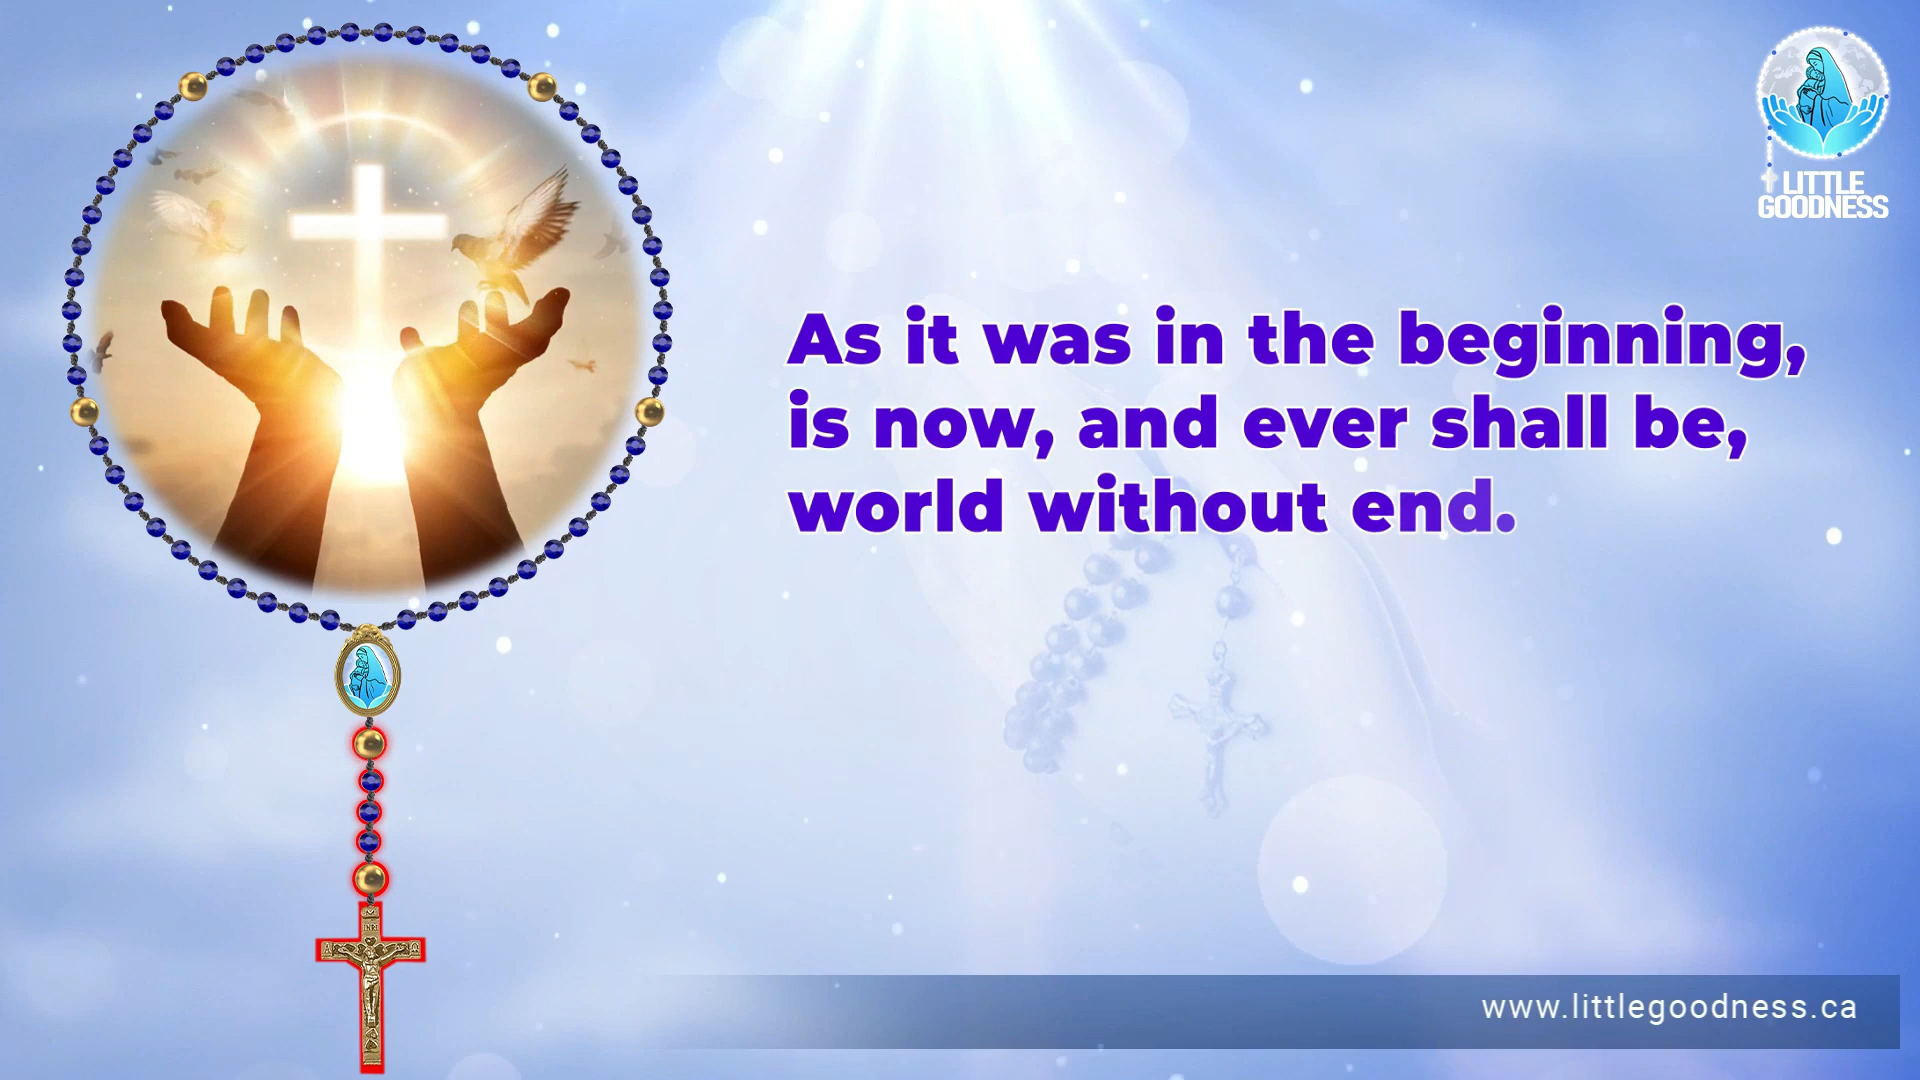 LITTLE
GOODNESS
As it was in the beginning,
is now, and ever shall be,
world without end.
INRI
A Ω
www.littlegoodness.ca